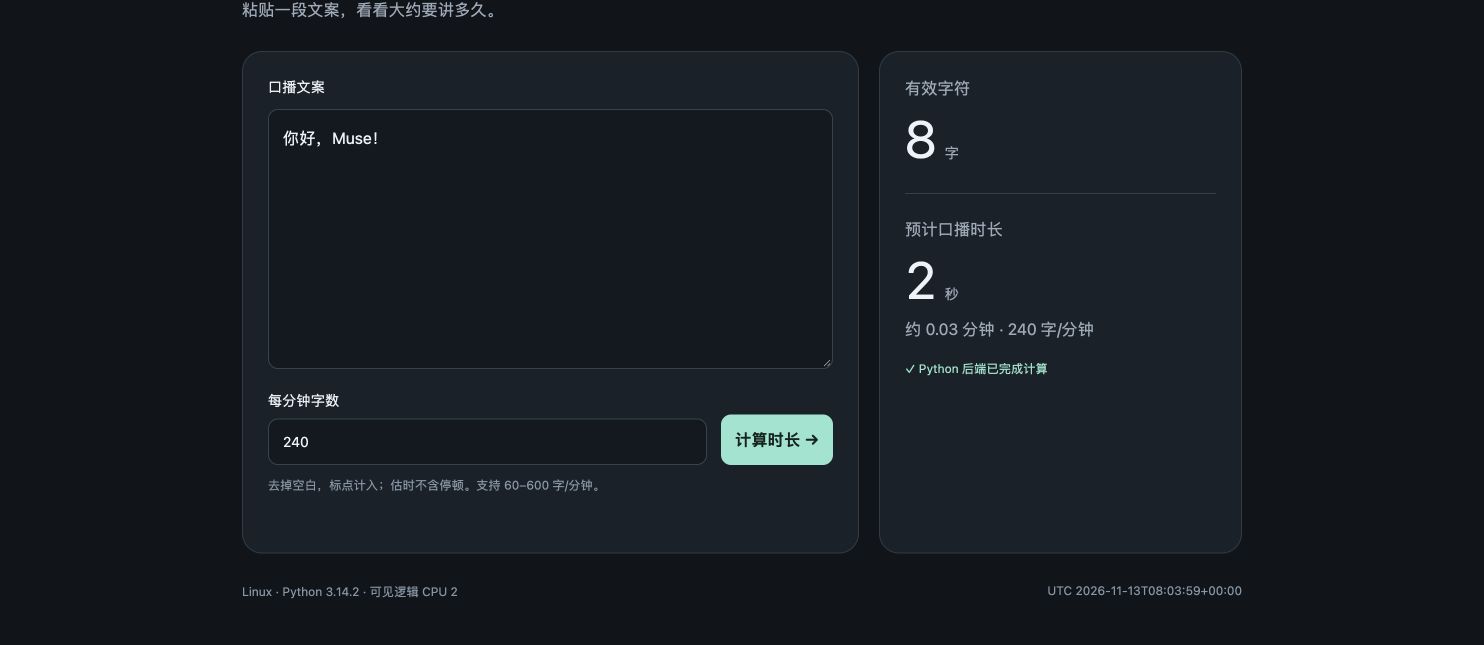 粘贴一段文案，看看大约要讲多久。
口播文案
你好，Muse！
每分钟字数
240
计算时长 →
去掉空白，标点计入；估时不含停顿。支持 60–600 字/分钟。
有效字符
8 字
预计口播时长
2 秒
约 0.03 分钟 · 240 字/分钟
✓ Python 后端已完成计算
Linux · Python 3.14.2 · 可见逻辑 CPU 2
UTC 2026-11-13T08:03:59+00:00